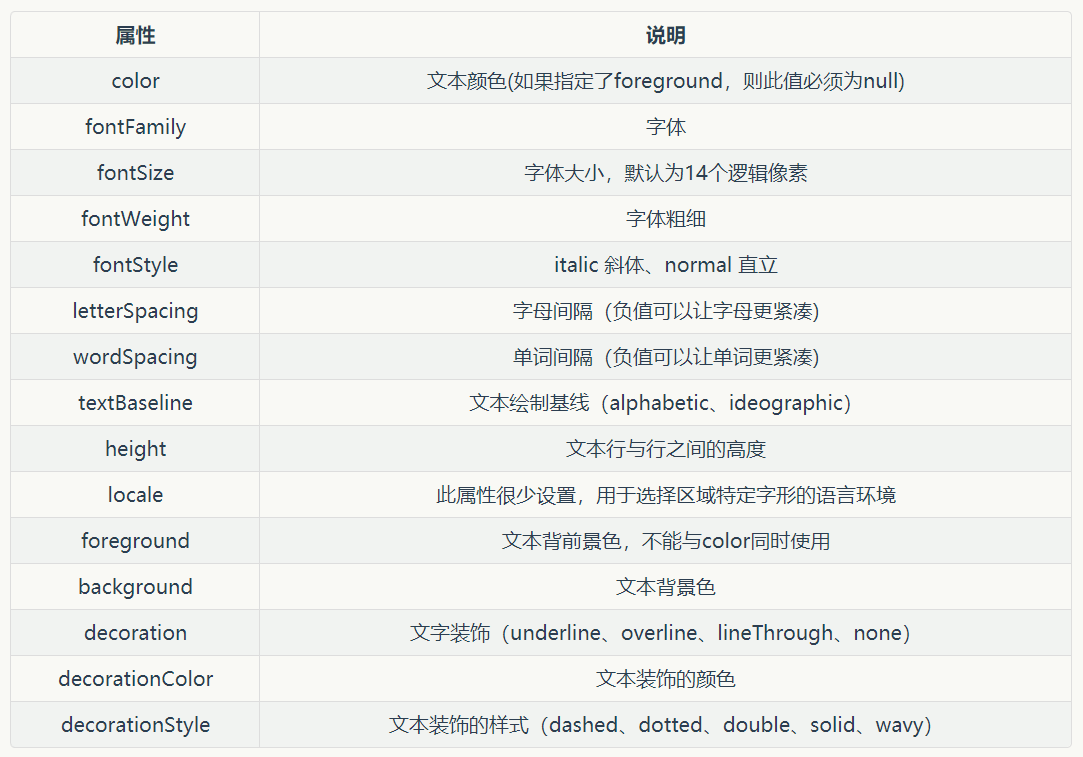 属性 说明
color 文本颜色(如果指定了foreground，则此值必须为null)
fontFamily 字体
fontSize 字体大小，默认为14个逻辑像素
fontWeight 字体粗细
fontStyle italic 斜体、normal 直立
letterSpacing 字母间隔（负值可以让字母更紧凑)
wordSpacing 单词间隔（负值可以让单词更紧凑)
textBaseline 文本绘制基线（alphabetic、ideographic）
height 文本行与行之间的高度
locale 此属性很少设置，用于选择区域特定字形的语言环境
foreground 文本背前景色，不能与color同时使用
background 文本背景色
decoration 文字装饰（underline、overline、lineThrough、none）
decorationColor 文本装饰的颜色
decorationStyle 文本装饰的样式（dashed、dotted、double、solid、wavy）